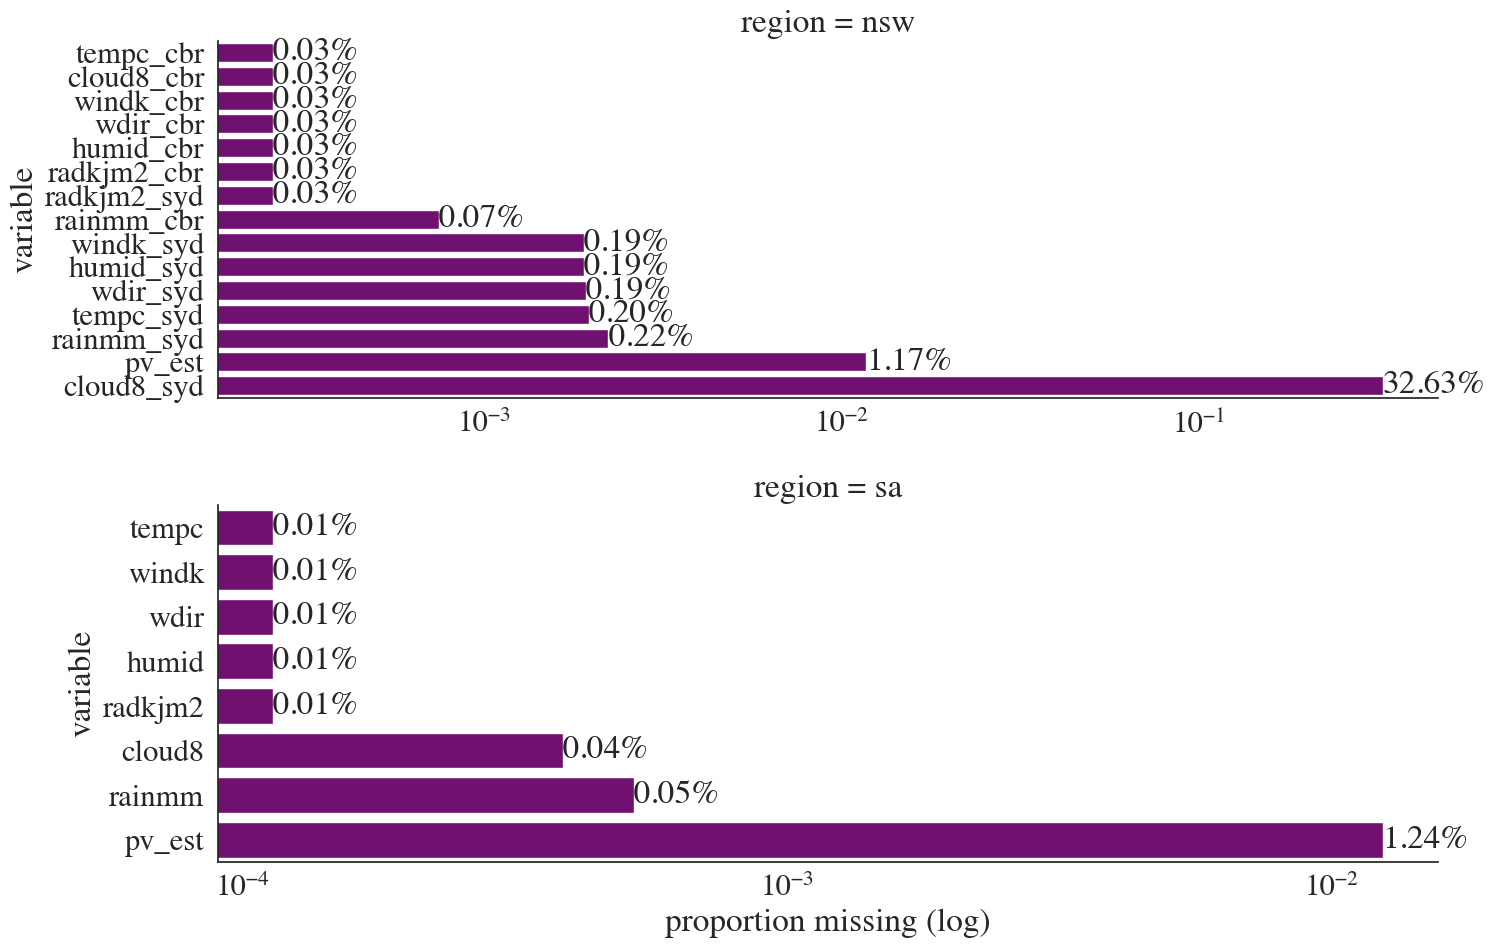 region = nsw
variable
tempc_cbr 0.03%
cloud8_cbr 0.03%
windk_cbr 0.03%
wdir_cbr 0.03%
humid_cbr 0.03%
radkjm2_cbr 0.03%
radkjm2_syd 0.03%
rainmm_cbr 0.07%
windk_syd 0.19%
humid_syd 0.19%
wdir_syd 0.19%
tempc_syd 0.20%
rainmm_syd 0.22%
pv_est 1.17%
cloud8_syd 32.63%
10⁻³ 10⁻² 10⁻¹
region = sa
variable
tempc 0.01%
windk 0.01%
wdir 0.01%
humid 0.01%
radkjm2 0.01%
cloud8 0.04%
rainmm 0.05%
pv_est 1.24%
10⁻⁴ 10⁻³ 10⁻²
proportion missing (log)